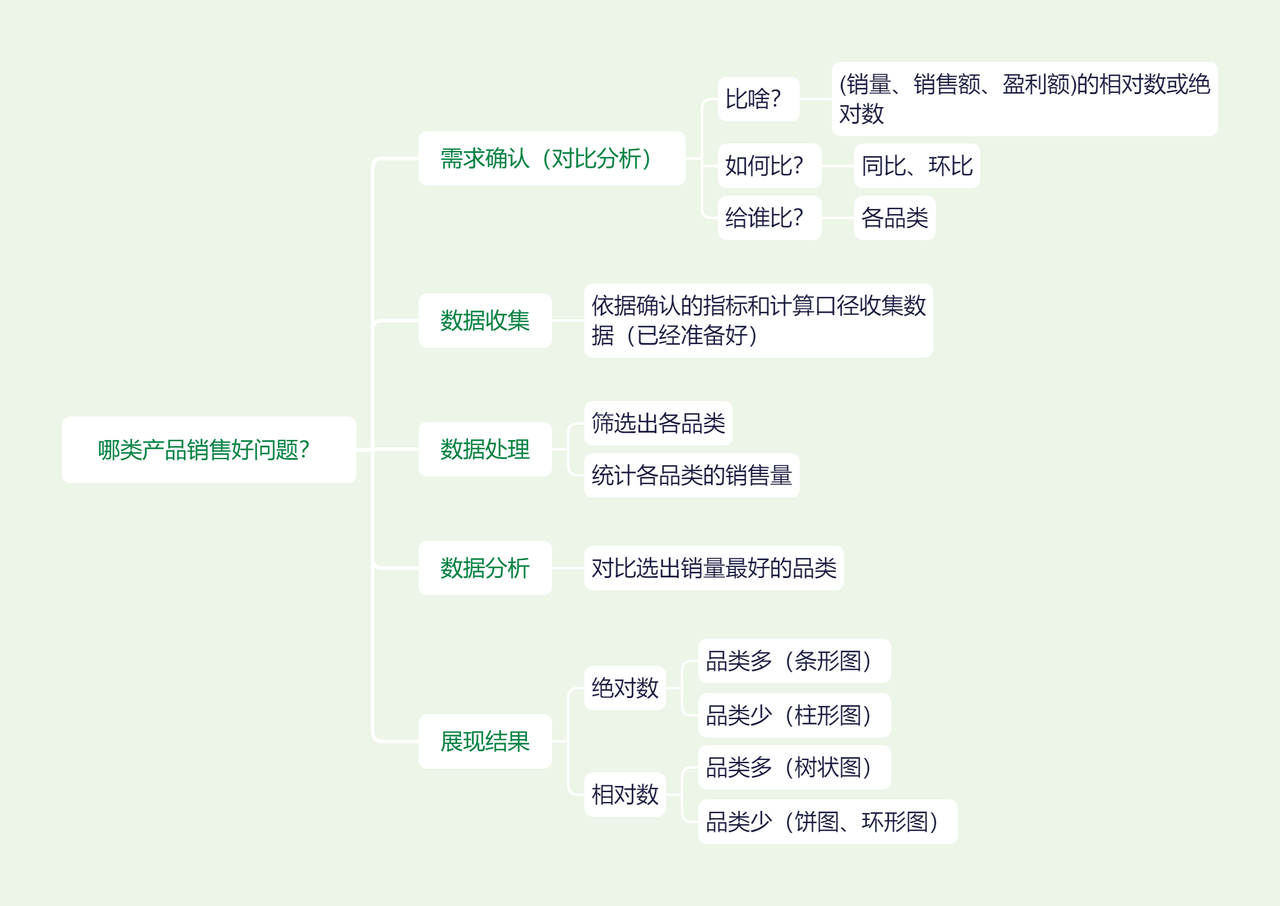 哪类产品销售好问题？
需求确认（对比分析）
比啥？
(销量、销售额、盈利额)的相对数或绝
对数
如何比？
同比、环比
给谁比？
各品类
数据收集
依据确认的指标和计算口径收集数
据（已经准备好）
数据处理
筛选出各品类
统计各品类的销售量
数据分析
对比选出销量最好的品类
展现结果
绝对数
品类多（条形图）
品类少（柱形图）
相对数
品类多（树状图）
品类少（饼图、环形图）